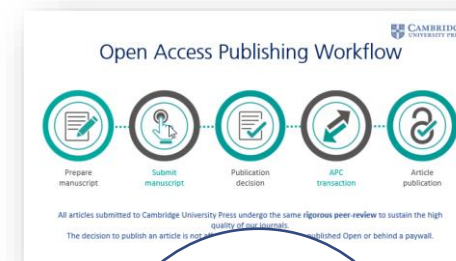 CAMBRIDGE
UNIVERSITY PRE
Open Access Publishing Workflow
Prepare
manuscript
Submit
manuscript
Publication
decision
APC
transaction
Article
publication
All articles submitted to Cambridge University Press undergo the same rigorous peer-review to sustain the high
quality of our journals.
The decision to publish an article is not published Open or behind a paywall.